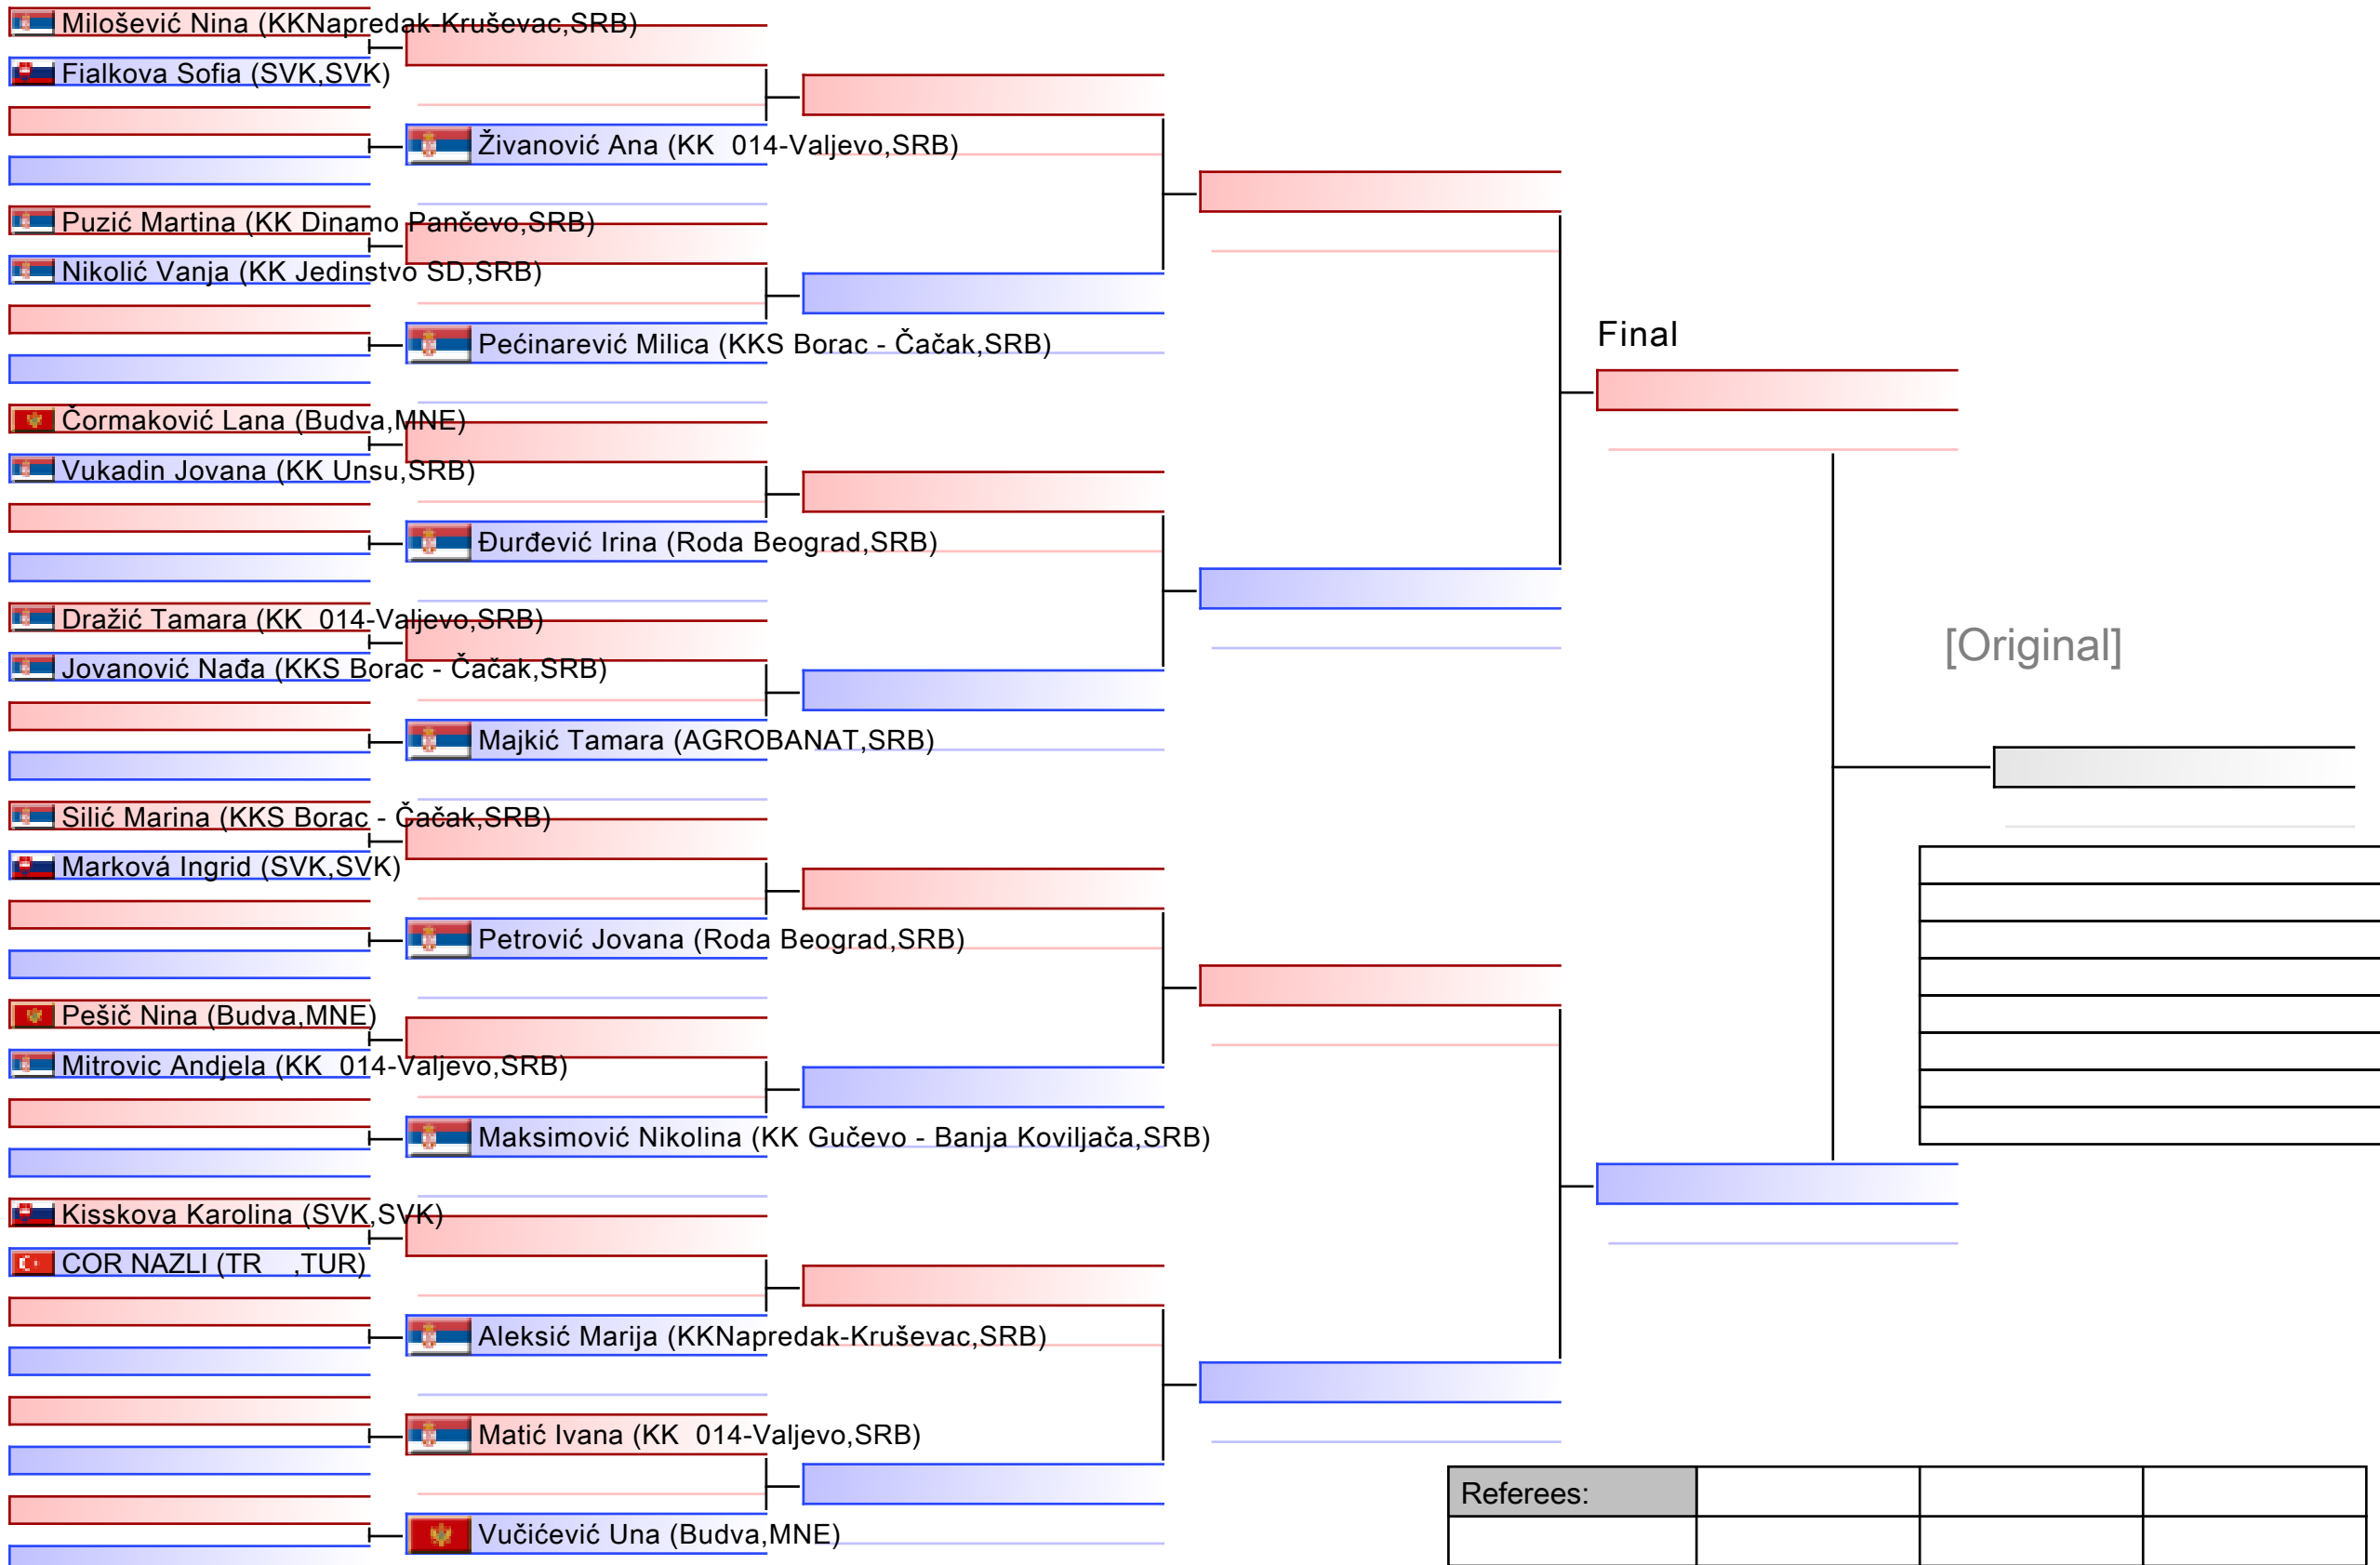 Milošević Nina (KKNapredak-Kruševac,SRB)
Fialkova Sofia (SVK,SVK)
Živanović Ana (KK  014-Valjevo,SRB)
Puzić Martina (KK Dinamo Pančevo,SRB)
Nikolić Vanja (KK Jedinstvo SD,SRB)
Pećinarević Milica (KKS Borac - Čačak,SRB)
Final
Čormaković Lana (Budva,MNE)
Vukadin Jovana (KK Unsu,SRB)
Đurđević Irina (Roda Beograd,SRB)
Dražić Tamara (KK  014-Valjevo,SRB)
Jovanović Nađa (KKS Borac - Čačak,SRB)
[Original]
Majkić Tamara (AGROBANAT,SRB)
Silić Marina (KKS Borac - Čačak,SRB)
Marková Ingrid (SVK,SVK)
Petrović Jovana (Roda Beograd,SRB)
Pešič Nina (Budva,MNE)
Mitrovic Andjela (KK  014-Valjevo,SRB)
Maksimović Nikolina (KK Gučevo - Banja Koviljača,SRB)
Kisskova Karolina (SVK,SVK)
COR NAZLI (TR    ,TUR)
Aleksić Marija (KKNapredak-Kruševac,SRB)
Matić Ivana (KK  014-Valjevo,SRB)
Referees:
Vučićević Una (Budva,MNE)